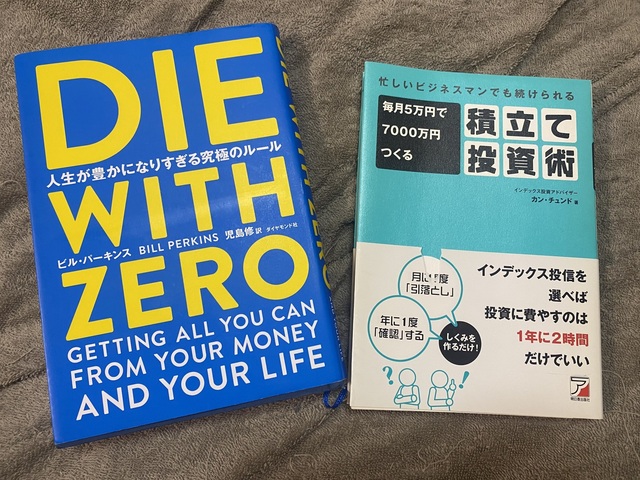 DIE
人生が豊かになりすぎる究極のルール
WITH
ビル・パーキンス BILL PERKINS 児島修 訳 ダイヤモンド社
ZERO
GETTING ALL YOU CAN
FROM YOUR MONEY
AND YOUR LIFE
忙しいビジネスマンでも続けられる
毎月5万円で
7000万円
つくる
積立て
投資術
インデックス投資アドバイザー
カン・チュンド 著
月に1度
「引落とし」
年に1度
「確認」する
しくみを
作るだけ!
インデックス投信を
選べば
投資に費やすのは
1年に2時間
だけでいい
? !
ア
明日香出版社